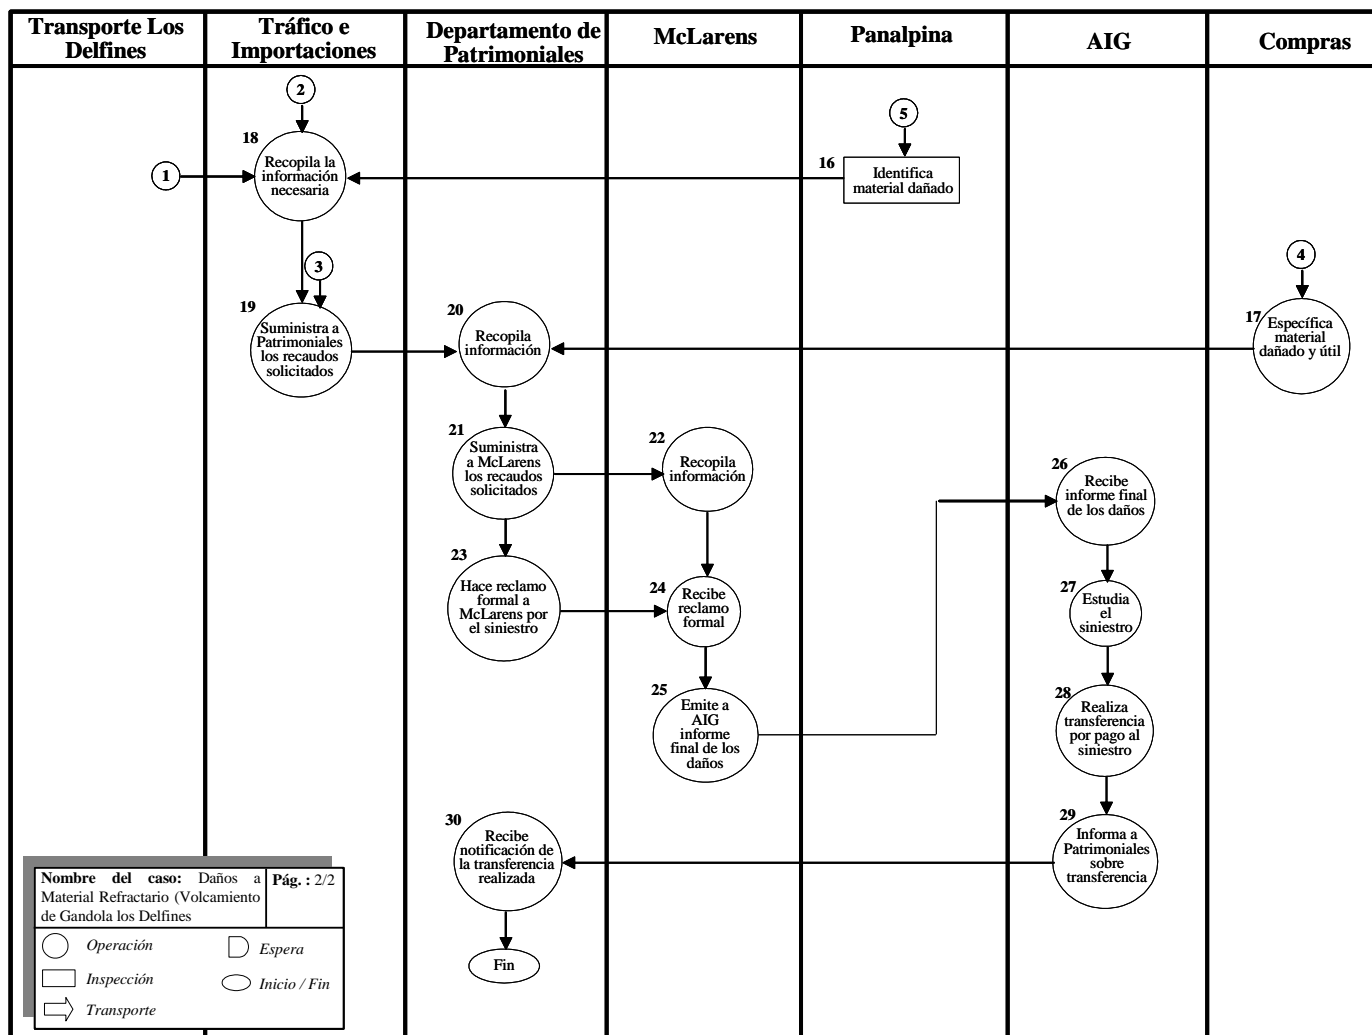 Transporte Los
Delfines
Tráfico e
Importaciones
Departamento de
Patrimoniales
McLarens
Panalpina
AIG
Compras
2
5
18
Recopila la
información
necesaria
1
16
Identifica
material dañado
3
4
19
Suministra a
Patrimoniales
los recaudos
solicitados
20
Recopila
información
17
Específica
material
dañado y útil
21
Suministra
a McLarens
los recaudos
solicitados
22
Recopila
información
26
Recibe
informe final
de los daños
23
Hace reclamo
formal a
McLarens por
el siniestro
24
Recibe
reclamo
formal
27
Estudia
el
siniestro
25
Emite a
AIG
informe
final de los
daños
28
Realiza
transferencia
por pago al
siniestro
30
Recibe
notificación de
la transferencia
realizada
29
Informa a
Patrimoniales
sobre
transferencia
Fin
Nombre del caso: Daños a
Material Refractario (Volcamiento
de Gandola los Delfines
Pág. : 2/2
Operación
Espera
Inspección
Inicio / Fin
Transporte